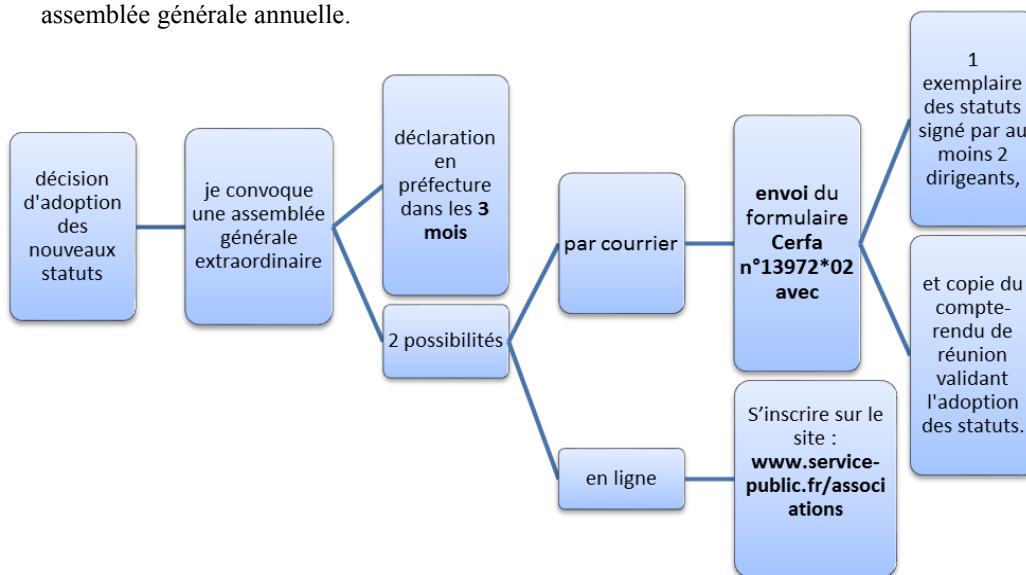 assemblée générale annuelle.
décision
d'adoption
des
nouveaux
statuts
je convoque
une assemblée
générale
extraordinaire
déclaration
en
préfecture
dans les 3
mois
2 possibilités
par courrier
envoi du
formulaire
Cerfa
n°13972*02
avec
1
exemplaire
des statuts
signé par au
moins 2
dirigeants,
et copie du
compte-
rendu de
réunion
validant
l'adoption
des statuts.
en ligne
S’inscrire sur le
site :
www.service-
public.fr/associ
ations